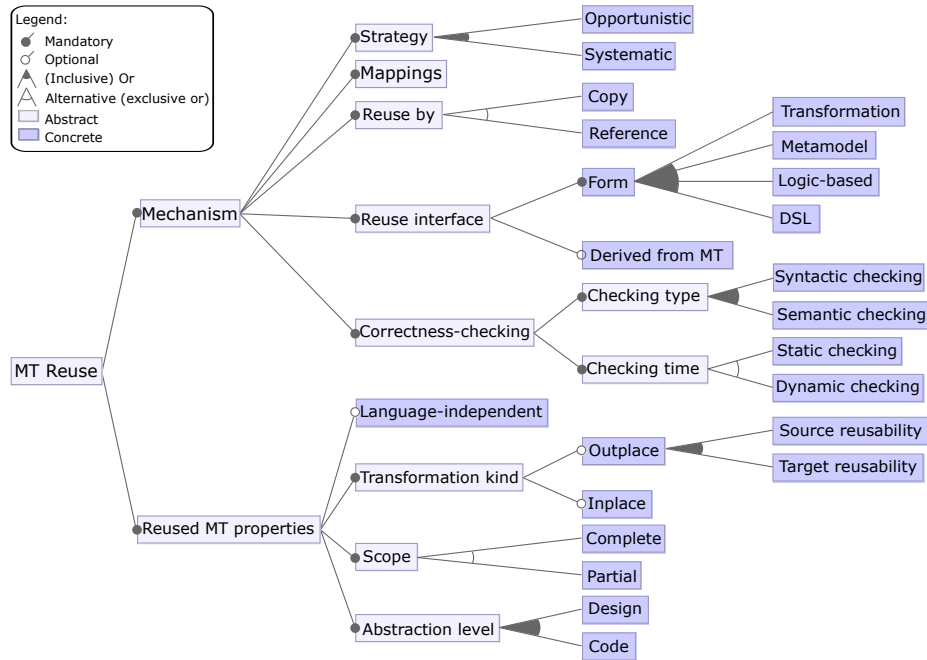 Legend:
Mandatory
Optional
(Inclusive) Or
Alternative (exclusive or)
Abstract
Concrete
MT Reuse
Mechanism
Strategy
Opportunistic
Systematic
Mappings
Reuse by
Copy
Reference
Reuse interface
Form
Transformation
Metamodel
Logic-based
DSL
Derived from MT
Correctness-checking
Checking type
Syntactic checking
Semantic checking
Checking time
Static checking
Dynamic checking
Reused MT properties
Language-independent
Transformation kind
Outplace
Source reusability
Target reusability
Inplace
Scope
Complete
Partial
Abstraction level
Design
Code